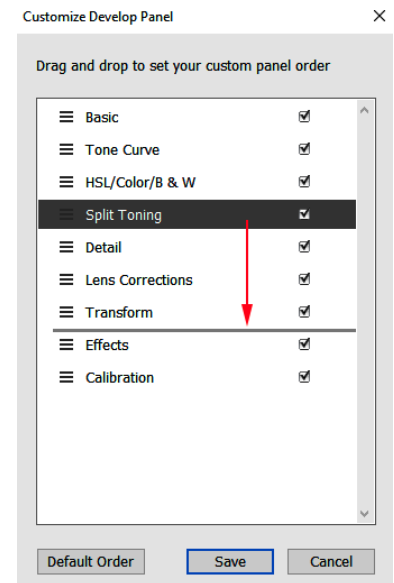 Customize Develop Panel
Drag and drop to set your custom panel order
Basic
Tone Curve
HSL/Color/B & W
Split Toning
Detail
Lens Corrections
Transform
Effects
Calibration
Default Order Save Cancel